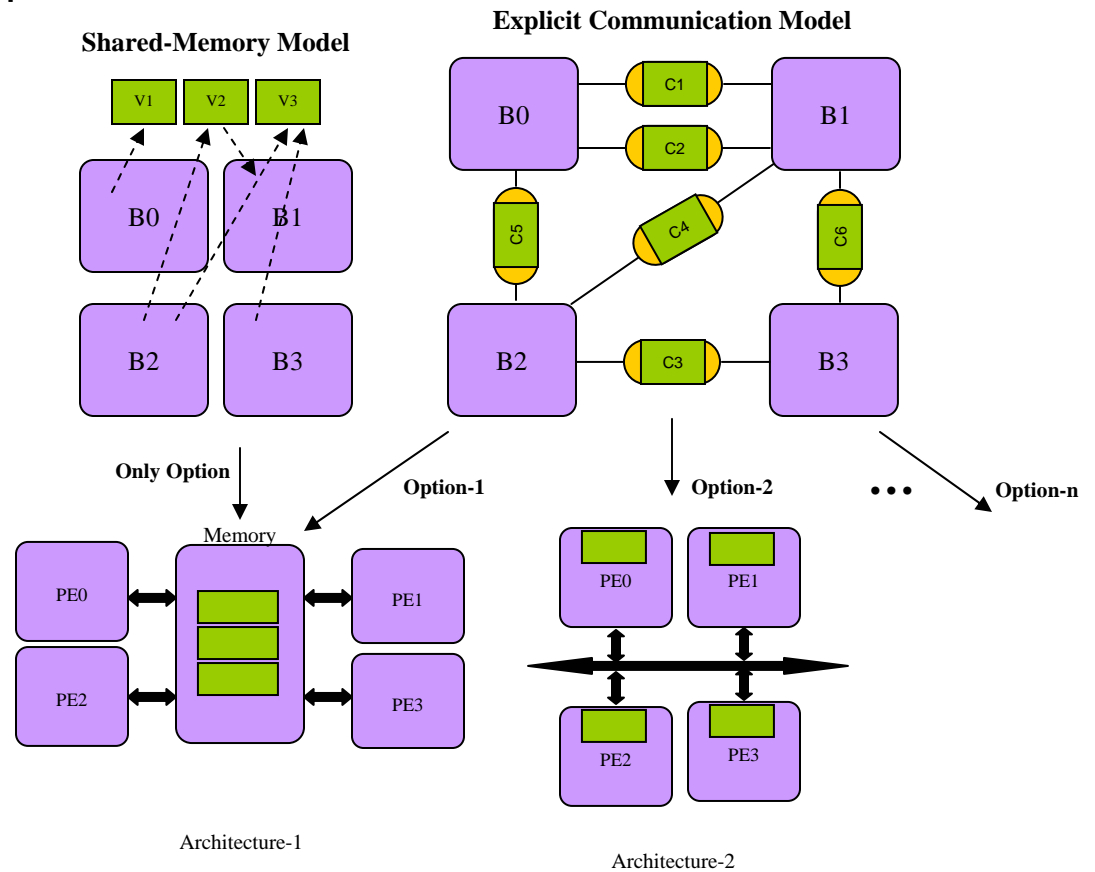 Explicit Communication Model
Shared-Memory Model
V1
V2
V3
B0
B1
B2
B3
B0
C1
B1
C2
C5
C4
C6
B2
C3
B3
Only Option
Option-1
Option-2
•••
Option-n
Memory
PE0
PE1
PE2
PE3
Architecture-1
PE0
PE1
PE2
PE3
Architecture-2